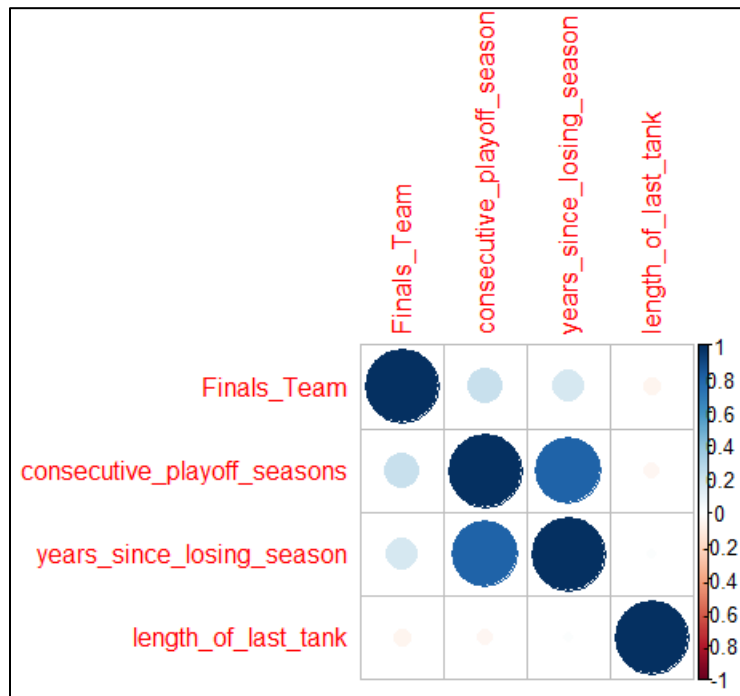 Finals_Team
consecutive_playoff_season
years_since_losing_season
length_of_last_tank
Finals_Team
consecutive_playoff_seasons
years_since_losing_season
length_of_last_tank
1
0.8
0.6
0.4
0.2
0
-0.2
-0.4
-0.6
-0.8
-1